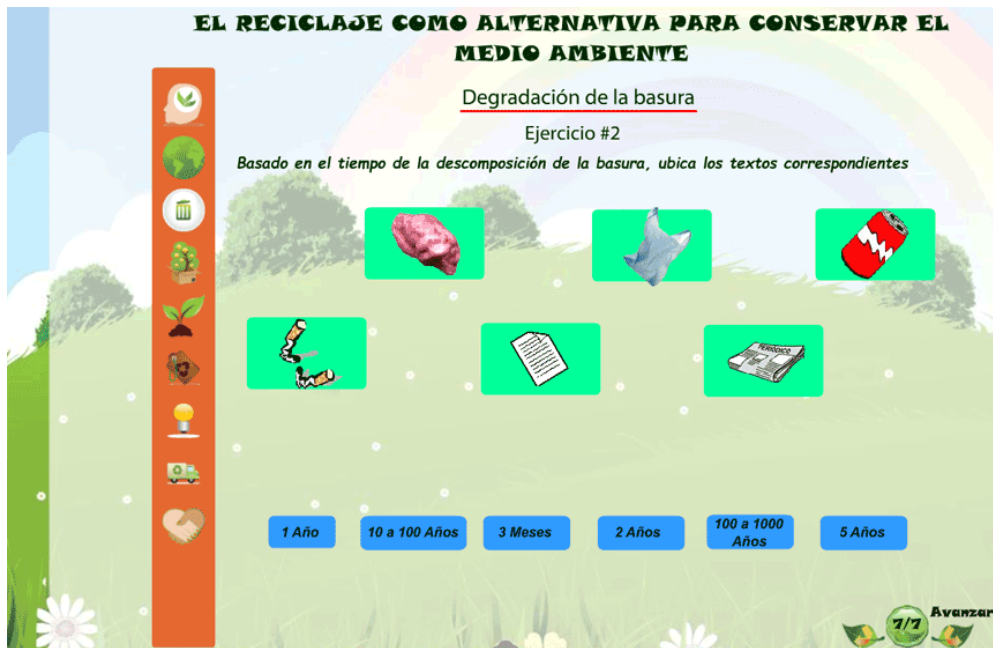 EL RECICLAJE COMO ALTERNATIVA PARA CONSERVAR EL
MEDIO AMBIENTE
Degradación de la basura
Ejercicio #2
Basado en el tiempo de la descomposición de la basura, ubica los textos correspondientes
PERIODICO
1 Año
10 a 100 Años
3 Meses
2 Años
100 a 1000
Años
5 Años
Avanzar
7/7